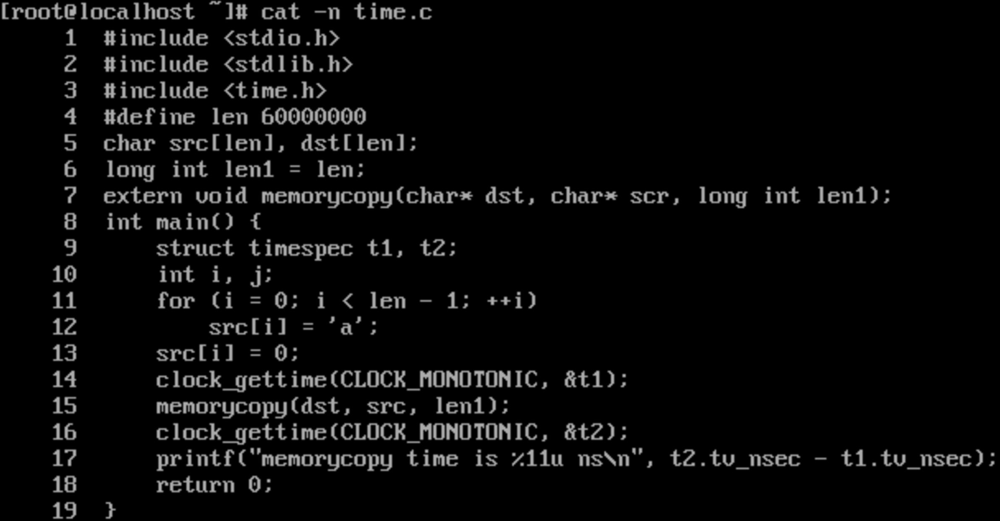 [root@localhost ~]# cat -n time.c
     1  #include <stdio.h>
     2  #include <stdlib.h>
     3  #include <time.h>
     4  #define len 60000000
     5  char src[len], dst[len];
     6  long int len1 = len;
     7  extern void memorycopy(char* dst, char* scr, long int len1);
     8  int main() {
     9      struct timespec t1, t2;
    10      int i, j;
    11      for (i = 0; i < len - 1; ++i)
    12          src[i] = 'a';
    13      src[i] = 0;
    14      clock_gettime(CLOCK_MONOTONIC, &t1);
    15      memorycopy(dst, src, len1);
    16      clock_gettime(CLOCK_MONOTONIC, &t2);
    17      printf("memorycopy time is %11u ns\n", t2.tv_nsec - t1.tv_nsec);
    18      return 0;
    19  }